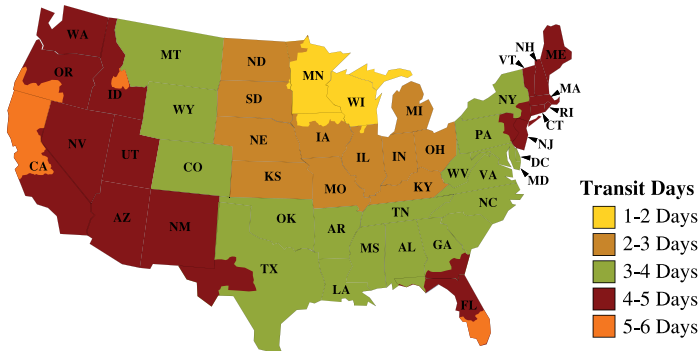 WA
MT
ND
MN
OR
ID
WY
SD
WI
MI
NH
VT
ME
NY
MA
RI
CT
NJ
PA
DC
MD
NV
UT
CA
CO
NE
IA
IL
IN
OH
KS
MO
KY
WV
VA
NC
AZ
NM
OK
AR
TN
TX
LA
MS
AL
GA
FL
Transit Days
1-2 Days
2-3 Days
3-4 Days
4-5 Days
5-6 Days